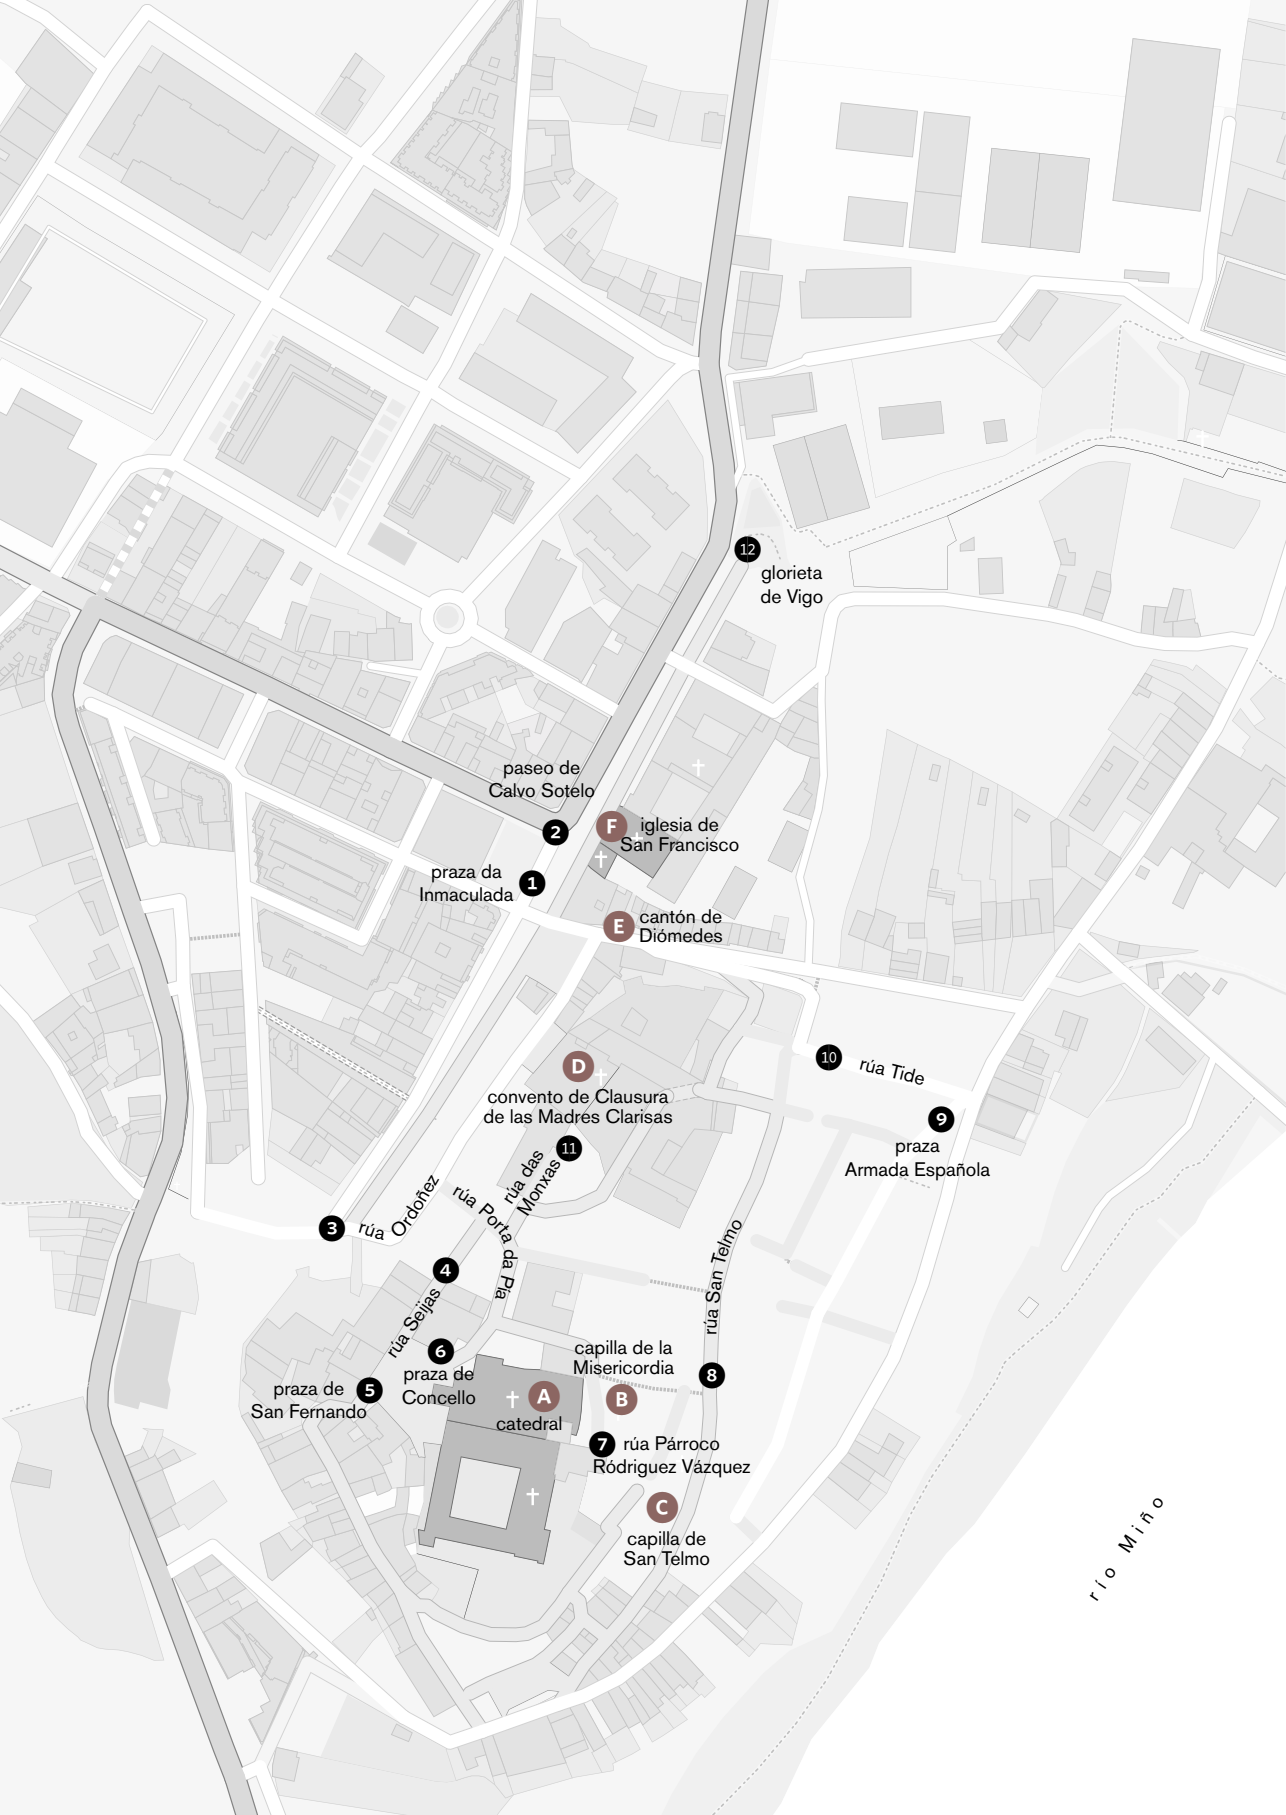 12
glorieta
de Vigo
paseo de
Calvo Sotelo
2
F
iglesia de
San Francisco
praza da
Inmaculada
1
E
cantón de
Diómedes
10
rúa Tide
D
convento de Clausura
de las Madres Clarisas
9
praza
Armada Española
11
rúa das
Monxas
3
rúa Ordoñez
rúa Porta da Pía
4
rúa Seijas
rúa San Telmo
6
praza de
Concello
5
praza de
San Fernando
capilla de la
Misericordia
8
A
catedral
B
7
rúa Párroco
Ródriguez Vázquez
C
capilla de
San Telmo
río Miño